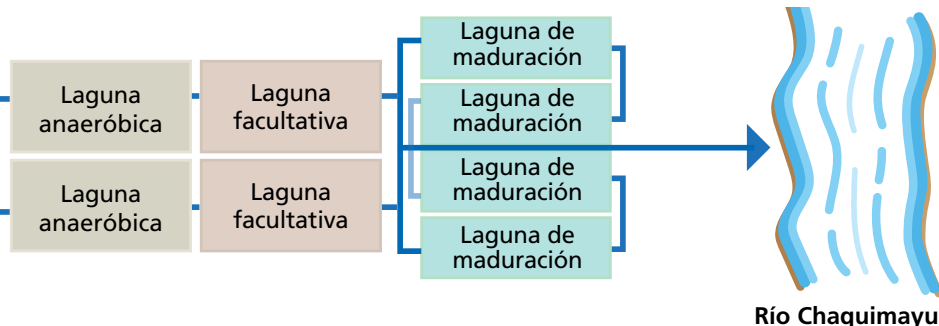 Laguna
anaeróbica
Laguna
facultativa
Laguna de
maduración
Laguna de
maduración
Laguna
anaeróbica
Laguna
facultativa
Laguna de
maduración
Laguna de
maduración
Río Chaquimayu